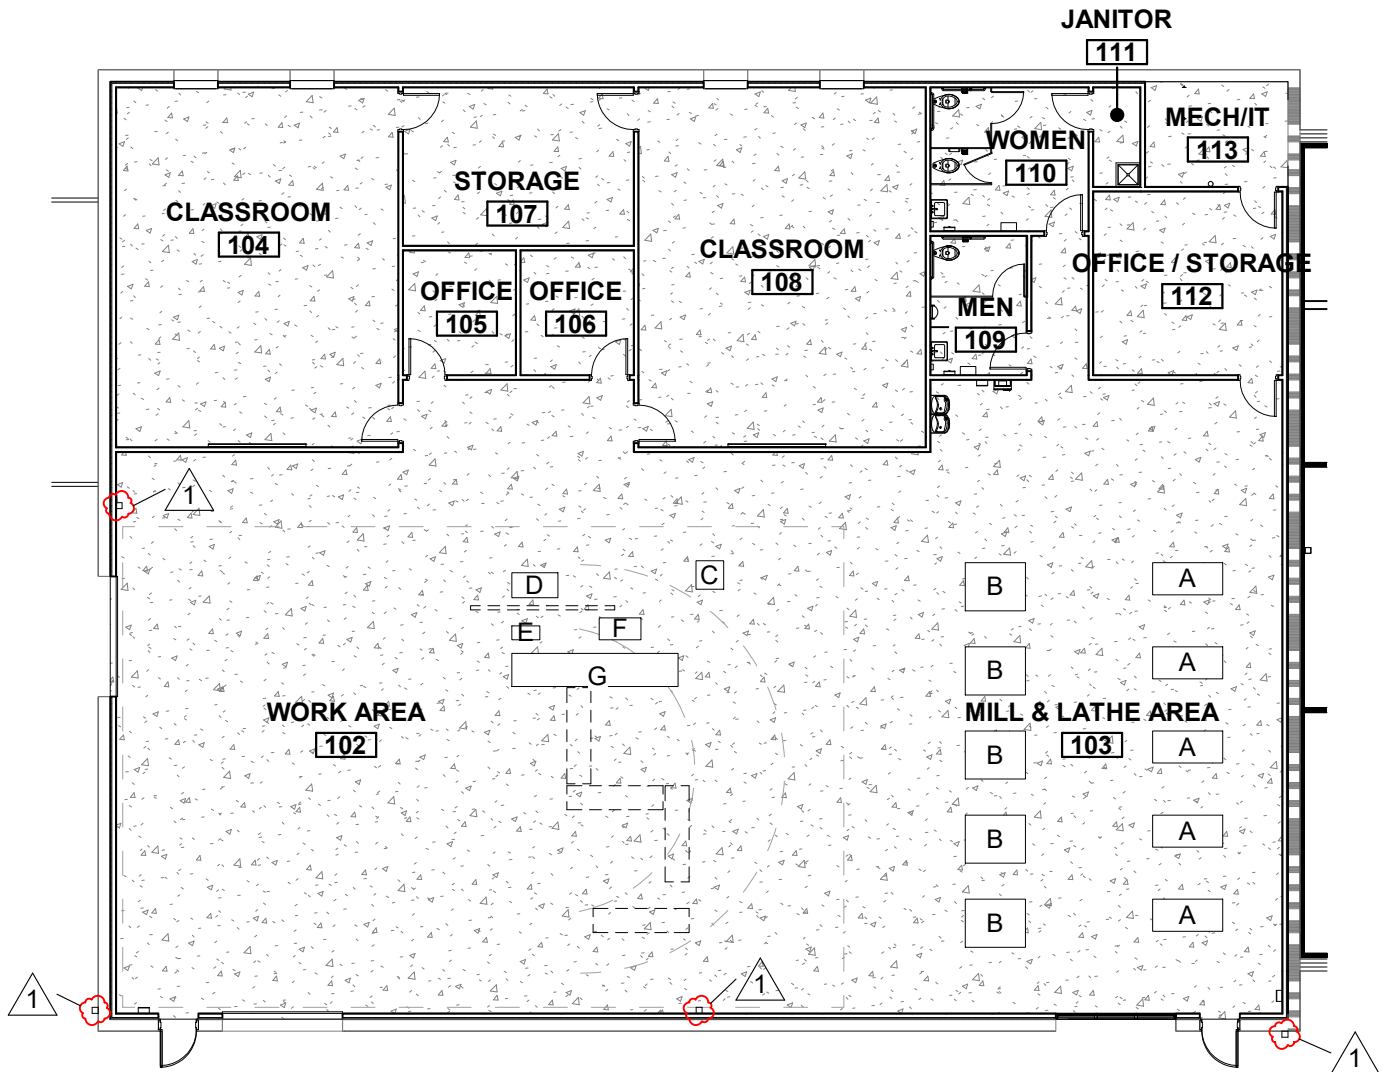 JANITOR
111
MECH/IT
113
WOMEN
110
STORAGE
107
CLASSROOM
104
CLASSROOM
108
OFFICE / STORAGE
112
OFFICE
105
OFFICE
106
MEN
109
1
D
C
B
A
E
F
G
B
A
WORK AREA
102
MILL & LATHE AREA
103
B
A
B
A
B
A
1
1
1